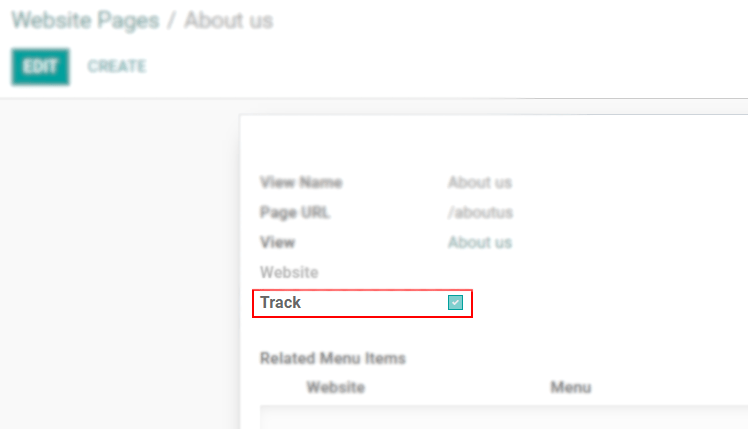 Website Pages / About us
EDIT CREATE
View Name About us
Page URL /aboutus
View About us
Website
Track
Related Menu Items
Website Menu